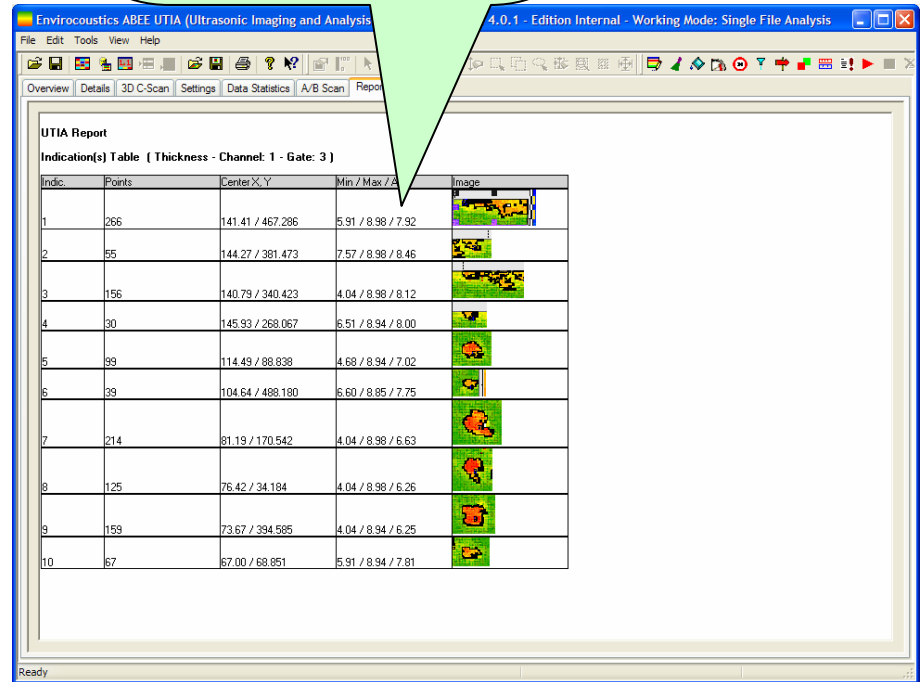 Envirocoustics ABEE UTIA (Ultrasonic Imaging and Analysis 4.0.1 - Edition Internal - Working Mode: Single File Analysis
File Edit Tools View Help
Overview Details 3D C-Scan Settings Data Statistics A/B Scan Repor
UTIA Report
Indication(s) Table ( Thickness - Channel: 1 - Gate: 3 )
Indic. Points Center X, Y Min / Max / A Image
1 266 141.41 / 467.286 5.91 / 8.98 / 7.92
2 55 144.27 / 381.473 7.57 / 8.98 / 8.46
3 156 140.79 / 340.423 4.04 / 8.98 / 8.12
4 30 145.93 / 268.067 6.51 / 8.94 / 8.00
5 99 114.49 / 88.838 4.68 / 8.94 / 7.02
6 39 104.64 / 488.180 6.60 / 8.85 / 7.75
7 214 81.19 / 170.542 4.04 / 8.98 / 6.63
8 125 76.42 / 34.184 4.04 / 8.98 / 6.26
9 159 73.67 / 394.585 4.04 / 8.94 / 6.25
10 67 67.00 / 68.851 5.91 / 8.94 / 7.81
Ready